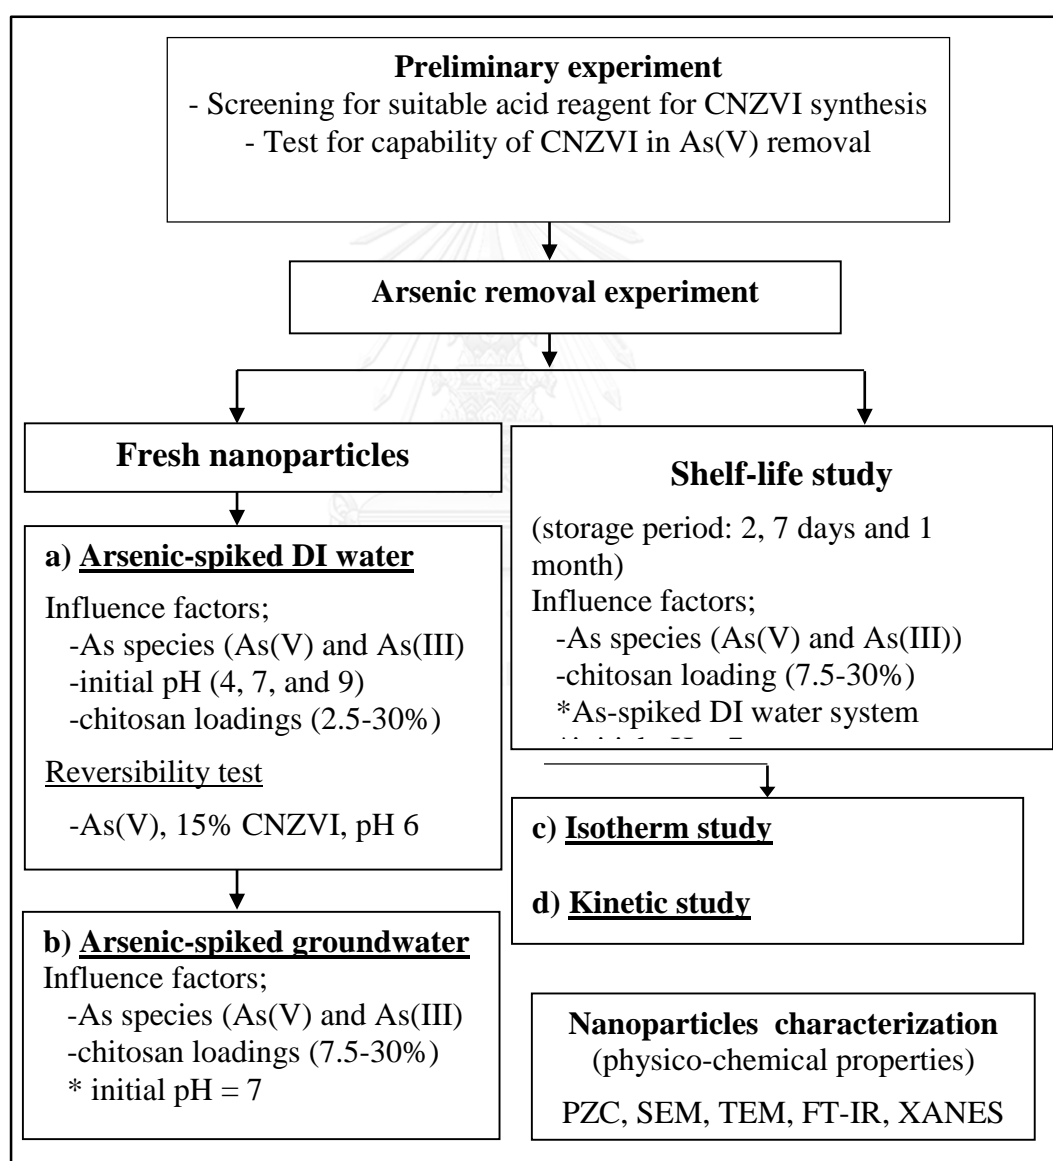 Preliminary experiment
- Screening for suitable acid reagent for CNZVI synthesis
- Test for capability of CNZVI in As(V) removal
Arsenic removal experiment
Fresh nanoparticles
a) Arsenic-spiked DI water
Influence factors;
-As species (As(V) and As(III)
-initial pH (4, 7, and 9)
-chitosan loadings (2.5-30%)
Reversibility test
-As(V), 15% CNZVI, pH 6
b) Arsenic-spiked groundwater
Influence factors;
-As species (As(V) and As(III)
-chitosan loadings (7.5-30%)
* initial pH = 7
Shelf-life study
(storage period: 2, 7 days and 1
month)
Influence factors;
-As species (As(V) and As(III))
-chitosan loading (7.5-30%)
*As-spiked DI water system
c) Isotherm study
d) Kinetic study
Nanoparticles characterization
(physico-chemical properties)
PZC, SEM, TEM, FT-IR, XANES